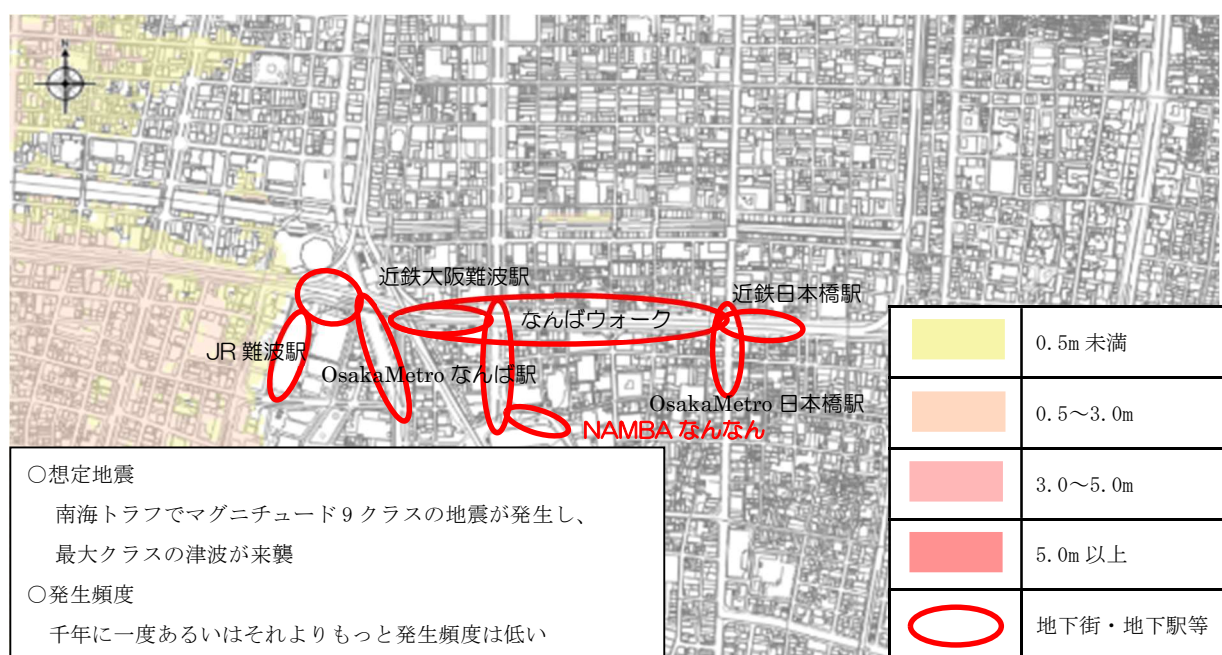 N
近鉄大阪難波駅
近鉄日本橋駅
なんばウォーク
JR 難波駅
OsakaMetro なんば駅
OsakaMetro 日本橋駅
NAMBA なんなん
○想定地震
南海トラフでマグニチュード 9 クラスの地震が発生し、
最大クラスの津波が来襲
○発生頻度
千年に一度あるいはそれよりもっと発生頻度は低い
0.5m 未満
0.5～3.0m
3.0～5.0m
5.0m 以上
地下街・地下駅等